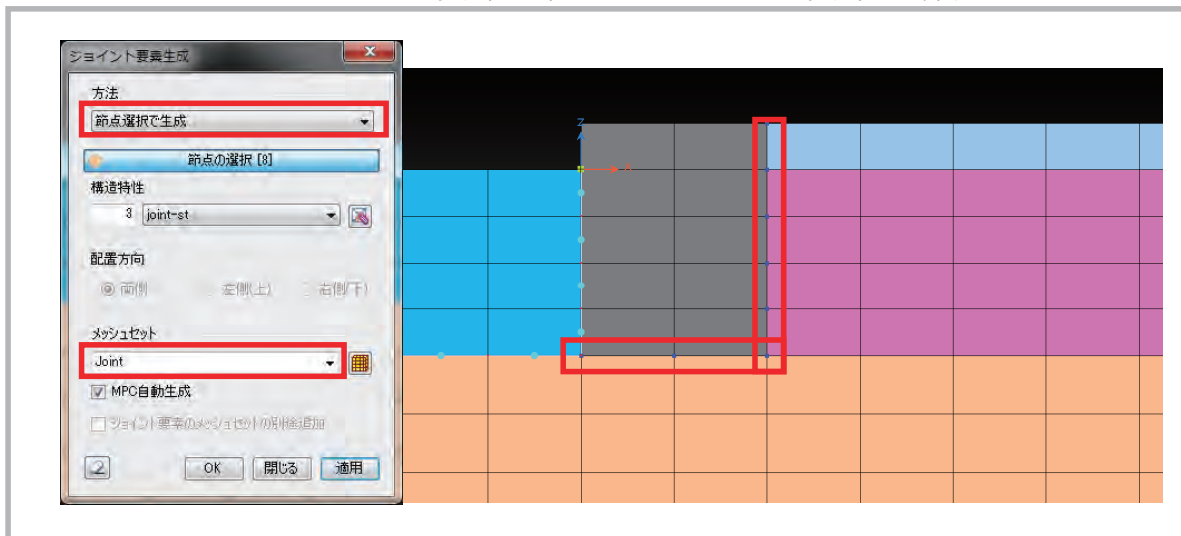 ジョイント要素生成
方法
節点選択で生成
節点の選択 [8]
構造特性
3 joint-st
配置方向
両側 左側(上) 右側(下)
メッシュセット
Joint
MPC自動生成
ジョイント要素のメッシュセットの別途追加
OK 閉じる 適用
Z